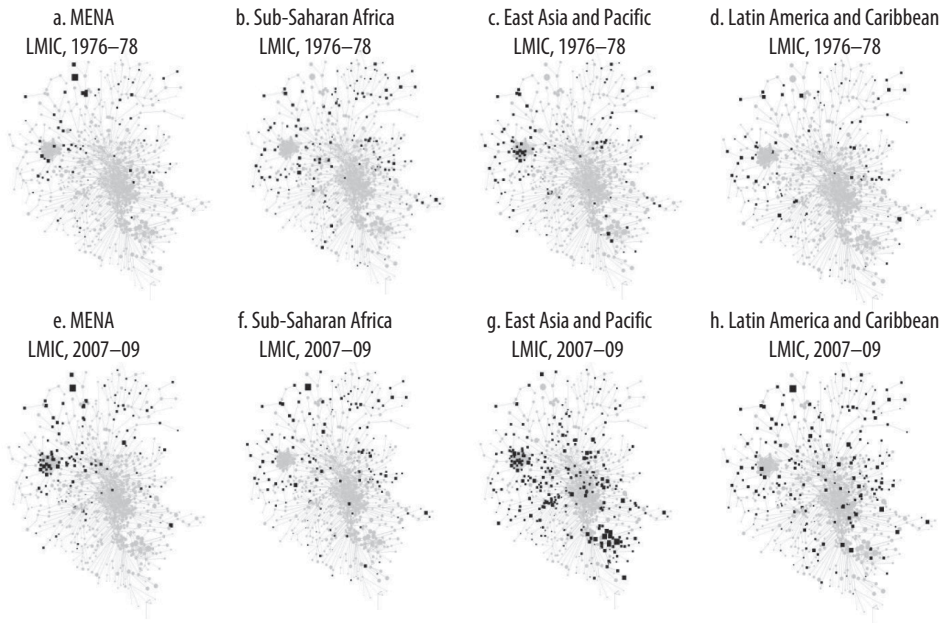 a. MENA
LMIC, 1976–78
b. Sub-Saharan Africa
LMIC, 1976–78
c. East Asia and Pacific
LMIC, 1976–78
d. Latin America and Caribbean
LMIC, 1976–78
e. MENA
LMIC, 2007–09
f. Sub-Saharan Africa
LMIC, 2007–09
g. East Asia and Pacific
LMIC, 2007–09
h. Latin America and Caribbean
LMIC, 2007–09